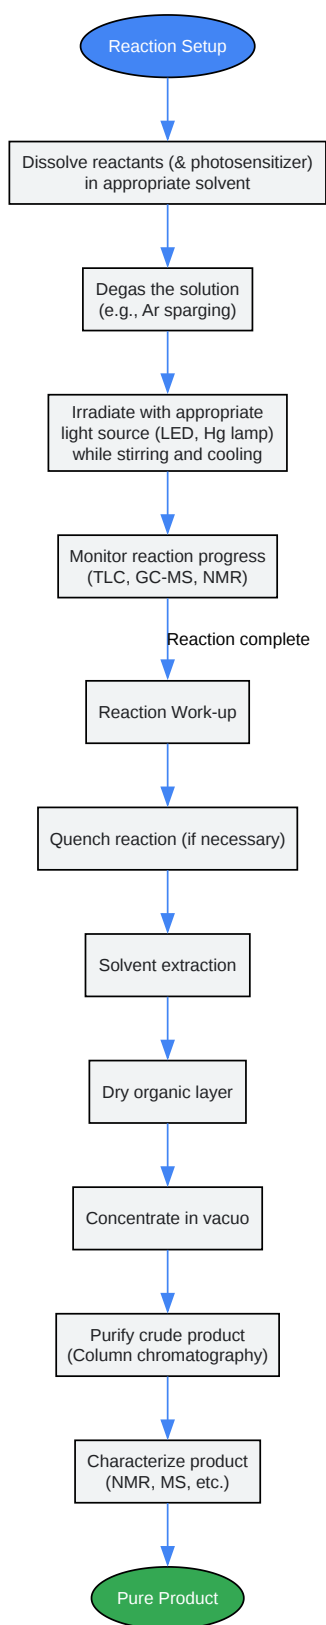 Reaction Setup
Dissolve reactants (& photosensitizer)
in appropriate solvent
Degas the solution
(e.g., Ar sparging)
Irradiate with appropriate
light source (LED, Hg lamp)
while stirring and cooling
Monitor reaction progress
(TLC, GC-MS, NMR)
Reaction complete
Reaction Work-up
Quench reaction (if necessary)
Solvent extraction
Dry organic layer
Concentrate in vacuo
Purify crude product
(Column chromatography)
Characterize product
(NMR, MS, etc.)
Pure Product